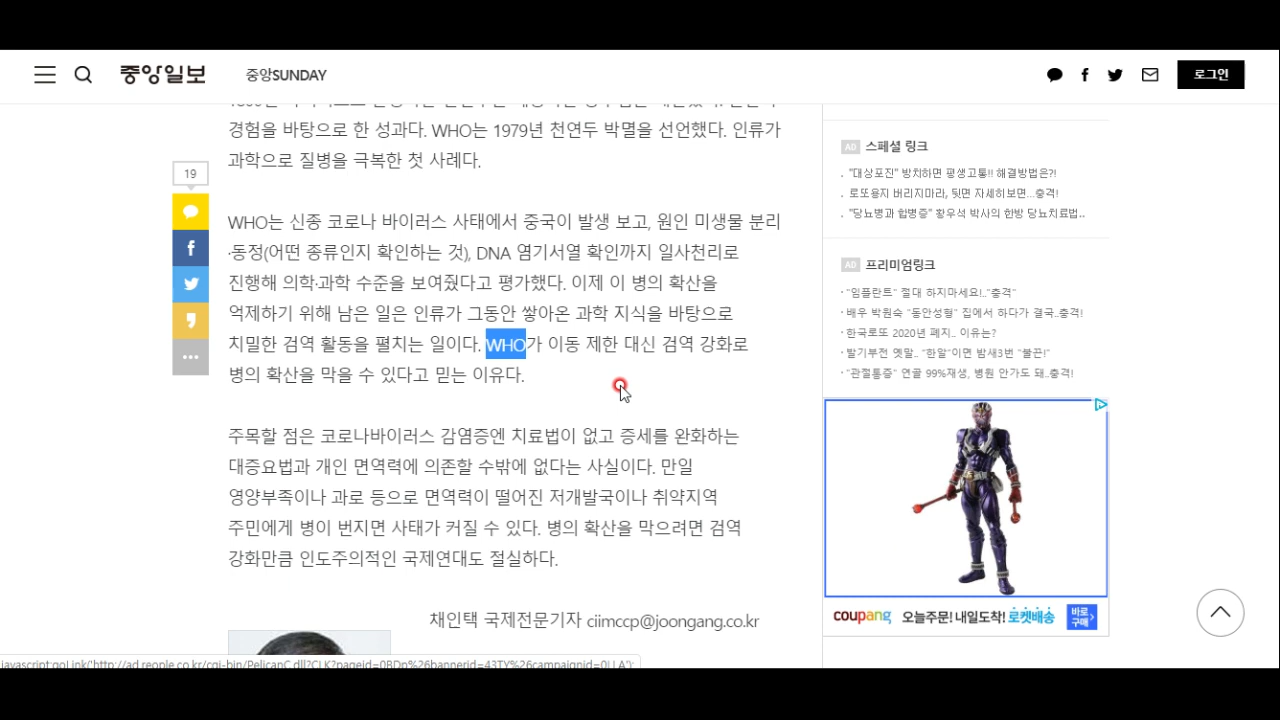 중앙일보
중앙SUNDAY
로그인
경험을 바탕으로 한 성과다. WHO는 1979년 천연두 박멸을 선언했다. 인류가
과학으로 질병을 극복한 첫 사례다.
19
WHO는 신종 코로나 바이러스 사태에서 중국이 발생 보고, 원인 미생물 분리
·동정(어떤 종류인지 확인하는 것), DNA 염기서열 확인까지 일사천리로
진행해 의학·과학 수준을 보여줬다고 평가했다. 이제 이 병의 확산을
억제하기 위해 남은 일은 인류가 그동안 쌓아온 과학 지식을 바탕으로
치밀한 검역 활동을 펼치는 일이다. WHO가 이동 제한 대신 검역 강화로
병의 확산을 막을 수 있다고 믿는 이유다.
주목할 점은 코로나바이러스 감염증엔 치료법이 없고 증세를 완화하는
대증요법과 개인 면역력에 의존할 수밖에 없다는 사실이다. 만일
영양부족이나 과로 등으로 면역력이 떨어진 저개발국이나 취약지역
주민에게 병이 번지면 사태가 커질 수 있다. 병의 확산을 막으려면 검역
강화만큼 인도주의적인 국제연대도 절실하다.
채인택 국제전문기자 ciimccp@joongang.co.kr
AD 스페셜 링크
. "대상포진" 방치하면 평생고통!! 해결방법은?!
. 로또용지 버리지마라, 뒷면 자세히보면...충격!
. "당뇨병과 합병증" 황우석 박사의 한방 당뇨치료법..
AD 프리미엄링크
· "임플란트" 절대 하지마세요!.."충격"
· 배우 박원숙 "동안성형" 집에서 하다가 결국..충격!
· 한국로또 2020년 폐지.. 이유는?
· 발기부전 옛말.. "한알"이면 밤새3번 "불끈!"
· "관절통증" 연골 99%재생, 병원 안가도 돼..충격!
coupang 오늘주문! 내일도착! 로켓배송 바로구매>